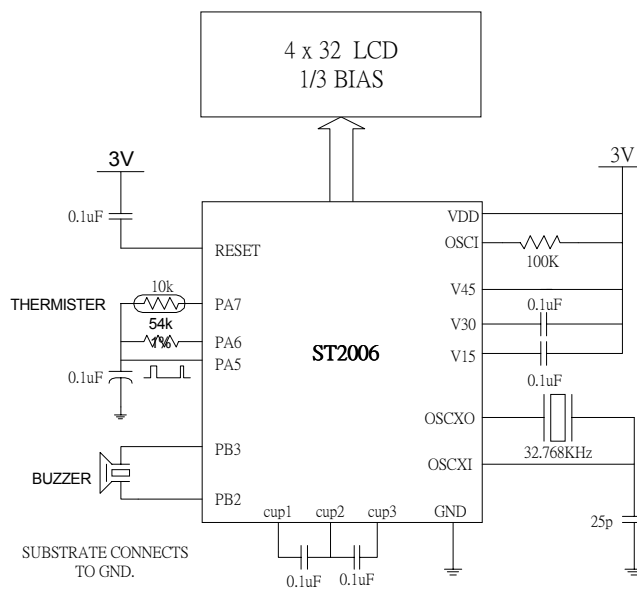 4 x 32 LCD
1/3 BIAS
3V
0.1uF
RESET
THERMISTER
10k
PA7
54k
1%
PA6
PA5
0.1uF
BUZZER
PB3
PB2
SUBSTRATE CONNECTS
TO GND.
ST2006
cup1
cup2
cup3
GND
0.1uF
0.1uF
3V
VDD
OSCI
100K
V45
0.1uF
V30
V15
0.1uF
OSCXO
32.768KHz
OSCXI
25p